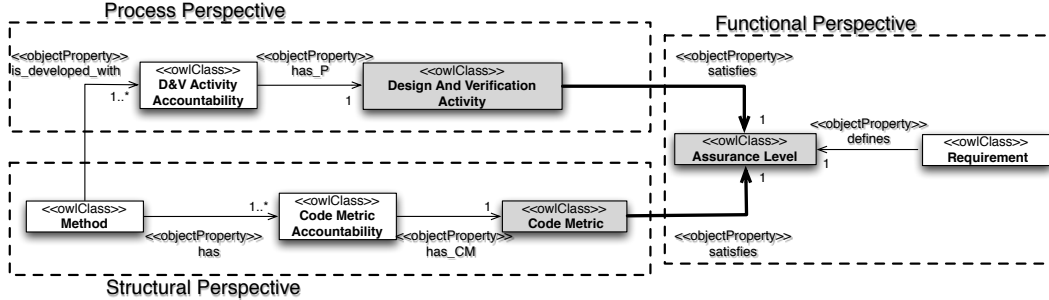 Process Perspective
Functional Perspective
<<objectProperty>>
is_developed_with
<<owlClass>>
D&V Activity
Accountability
1..*
<<objectProperty>>
has_P
1
<<owlClass>>
Design And Verification
Activity
<<objectProperty>>
satisfies
1
<<owlClass>>
Assurance Level
<<objectProperty>>
defines
1
<<owlClass>>
Requirement
<<owlClass>>
Method
1..*
<<objectProperty>>
has
<<owlClass>>
Code Metric
Accountability
1
<<objectProperty>>
has_CM
<<owlClass>>
Code Metric
1
<<objectProperty>>
satisfies
Structural Perspective